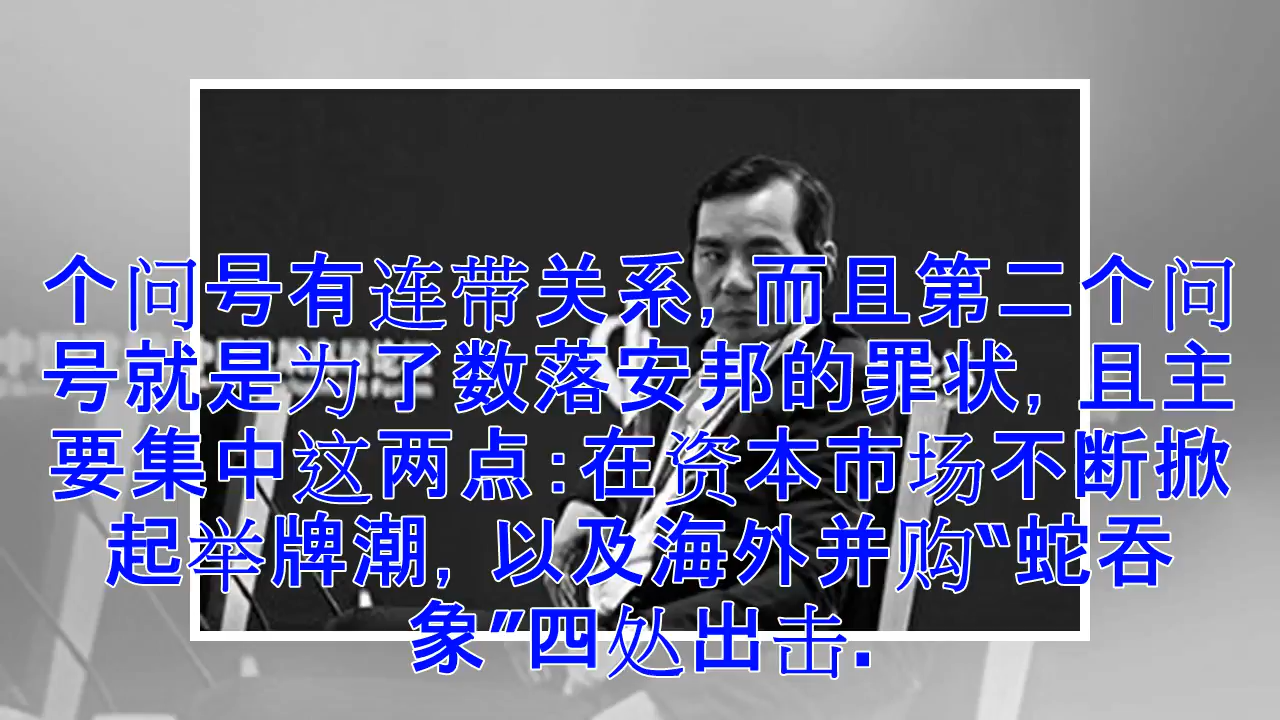 个问号有连带关系, 而且第二个问
号就是为了数落安邦的罪状, 且主
要集中这两点:在资本市场不断掀
起举牌潮, 以及海外并购“蛇吞
象”四处出击.